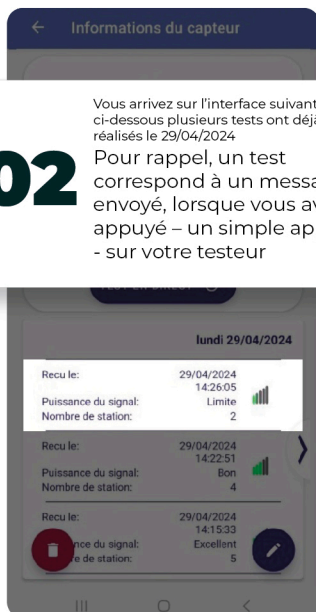 Informations du capteur
Vous arrivez sur l'interface suivant
ci-dessous plusieurs tests ont déjà
réalisés le 29/04/2024
02
Pour rappel, un test
correspond à un messa
envoyé, lorsque vous av
appuyé – un simple ap
- sur votre testeur
lundi 29/04/2024
Recu le: 29/04/2024
14:26:05
Puissance du signal: Limite
Nombre de station: 2
Recu le: 29/04/2024
14:22:51
Puissance du signal: Bon
Nombre de station: 4
Recu le: 29/04/2024
14:15:33
nce du signal: Excellent
e de station: 5